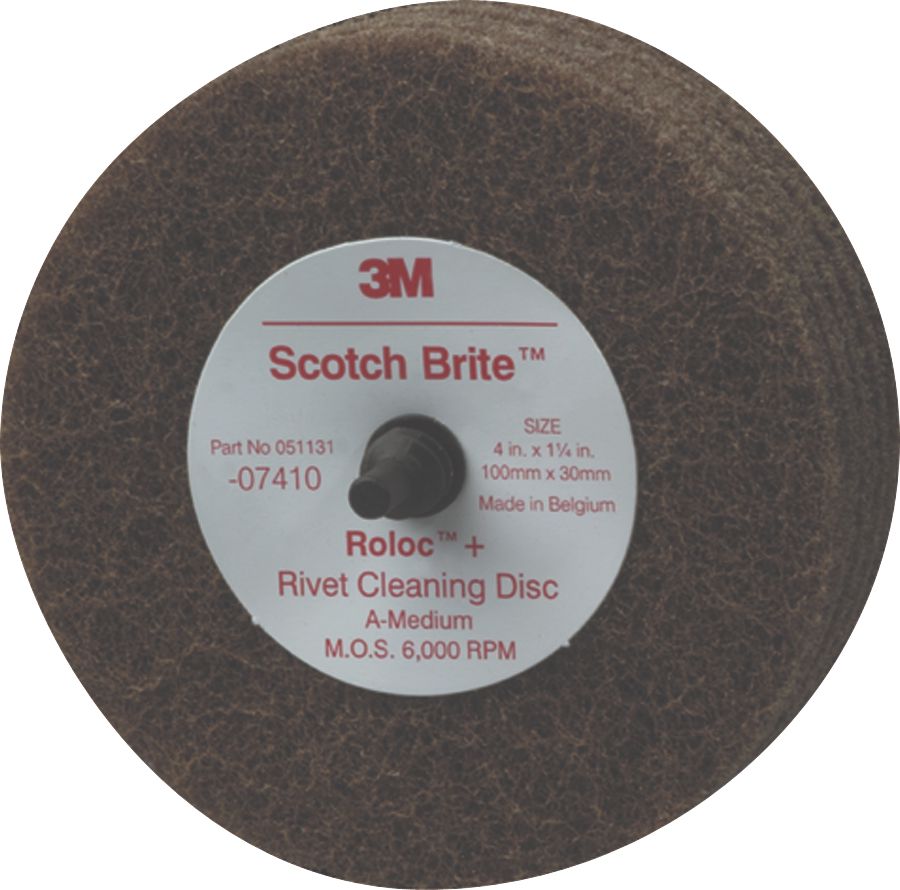 3M
Scotch Brite™
Part No 051131
-07410
SIZE
4 in. x 1¼ in.
100mm x 30mm
Made in Belgium
Roloc™ +
Rivet Cleaning Disc
A-Medium
M.O.S. 6,000 RPM